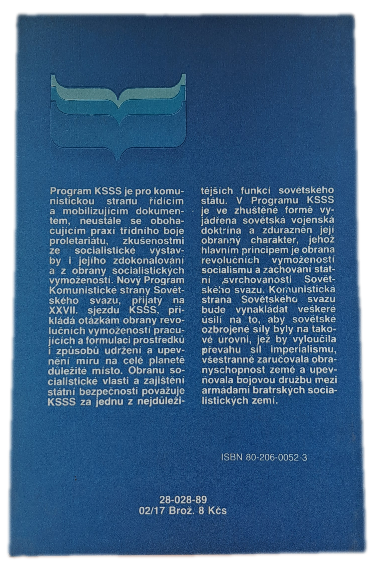 Program KSSS je pro komu-
nistickou stranu řídícím
a mobilizujícím dokumen-
tem, neustále se oboha-
cujícím praxí třídního boje
proletariátu, zkušenostmi
ze socialistické výstav-
by i jejího zdokonalování
a z obrany socialistických
vymožeností. Nový Program
Komunistické strany Sovět-
ského svazu, přijatý na
XXVII. sjezdu KSSS, při-
kládá otázkám obrany revo-
lučních vymožeností pracu-
jících a formulaci prostředků
i způsobů udržení a upev-
nění míru na celé planetě
důležité místo. Obranu so-
cialistické vlasti a zajištění
státní bezpečnosti považuje
KSSS za jednu z nejdůleži-
tějších funkcí sovětského
státu. V Programu KSSS
je ve zhuštěné formě vy-
jádřena sovětská vojenská
doktrína a zdůrazněn její
obranný charakter, jehož
hlavním principem je obrana
revolučních vymožeností
socialismu a zachování stát-
ní svrchovanosti Sovět-
ského svazu. Komunistická
strana Sovětského svazu
bude vynakládat veškeré
úsilí na to, aby sovětské
ozbrojené síly byly na tako-
vé úrovni, jež by vyloučila
převahu sil imperialismu,
všestranně zaručovala obra-
nyschopnost země a upev-
ňovala bojovou družbu mezi
armádami bratrských socia-
listických zemí.
ISBN 80-206-0052-3
28-028-89
02/17 Brož. 8 Kčs